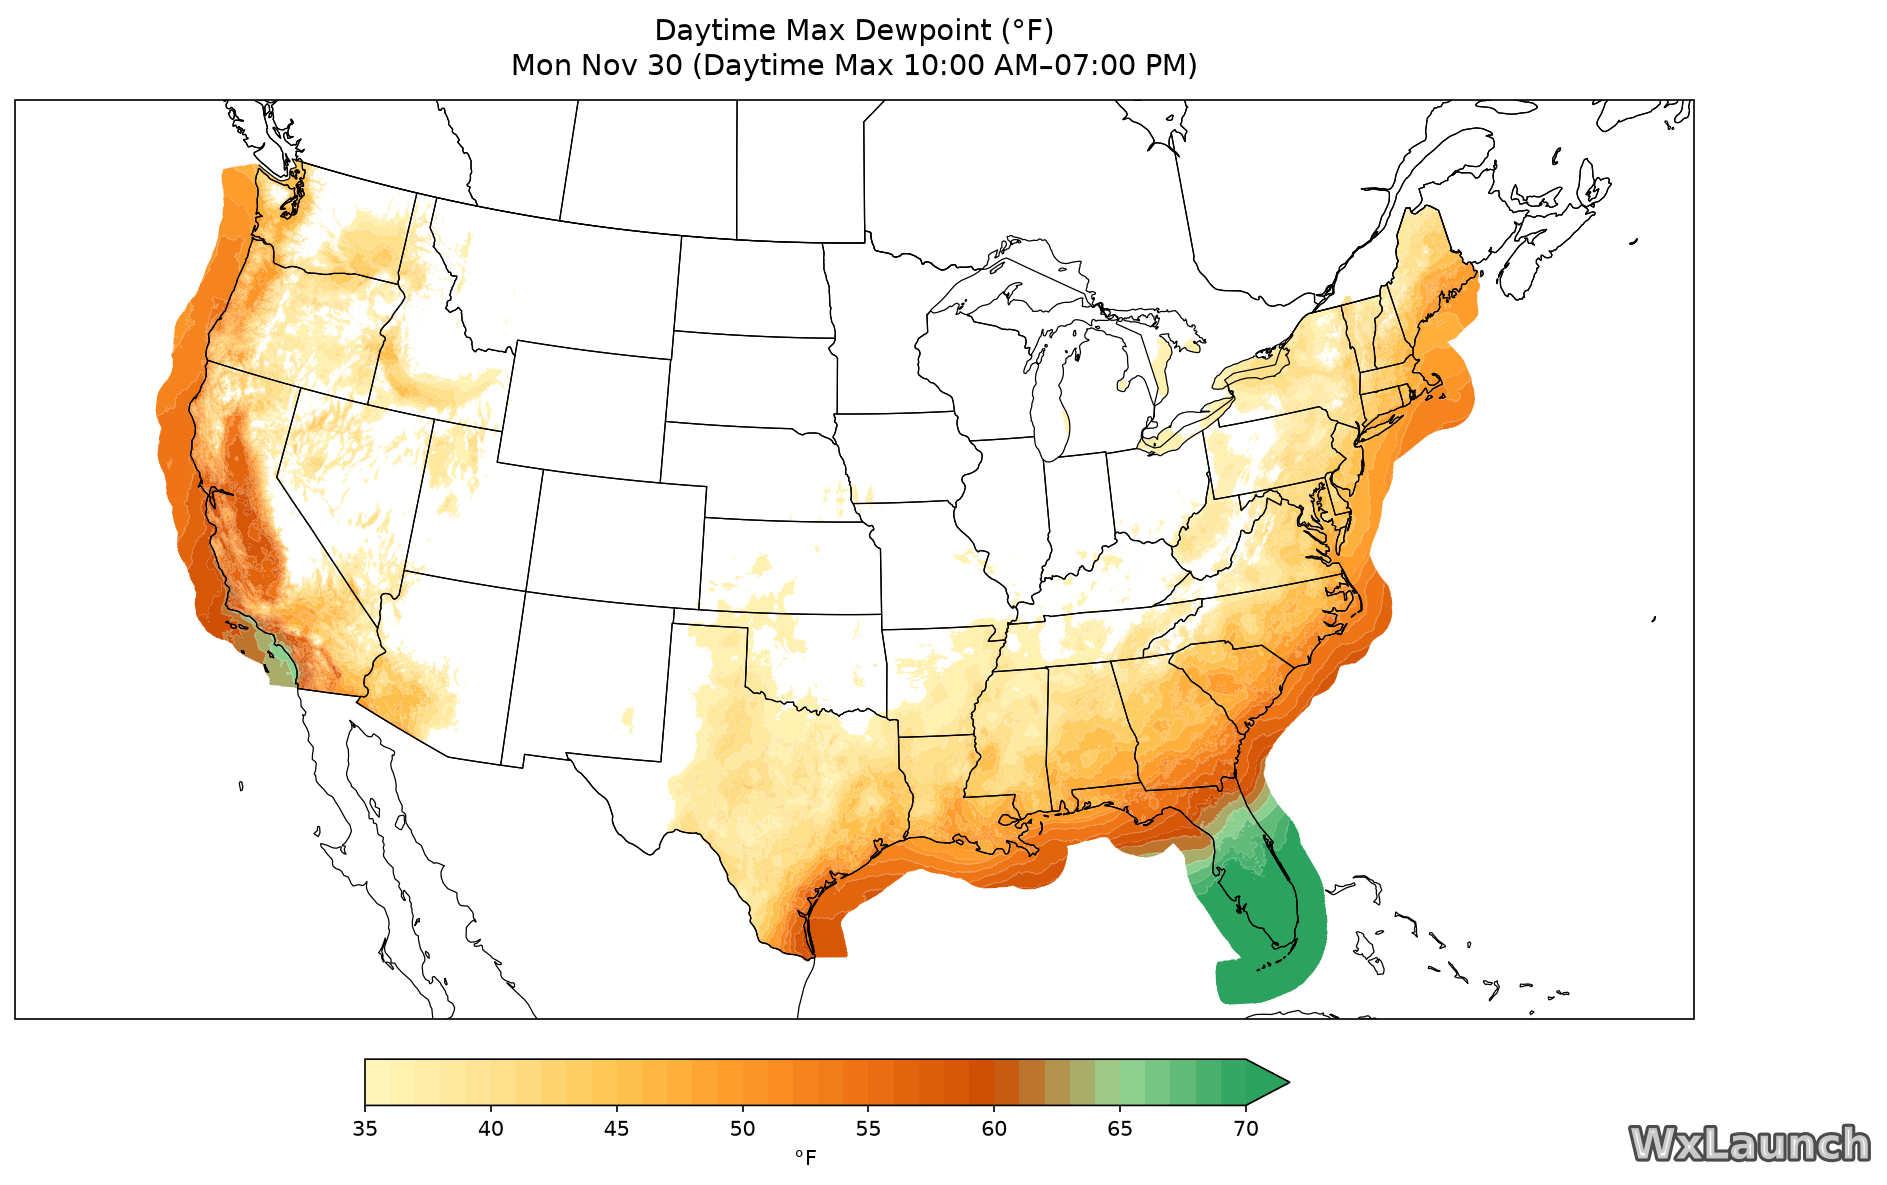 Daytime Max Dewpoint (°F)
Mon Nov 30 (Daytime Max 10:00 AM–07:00 PM)
35 40 45 50 55 60 65 70
°F
WxLaunch